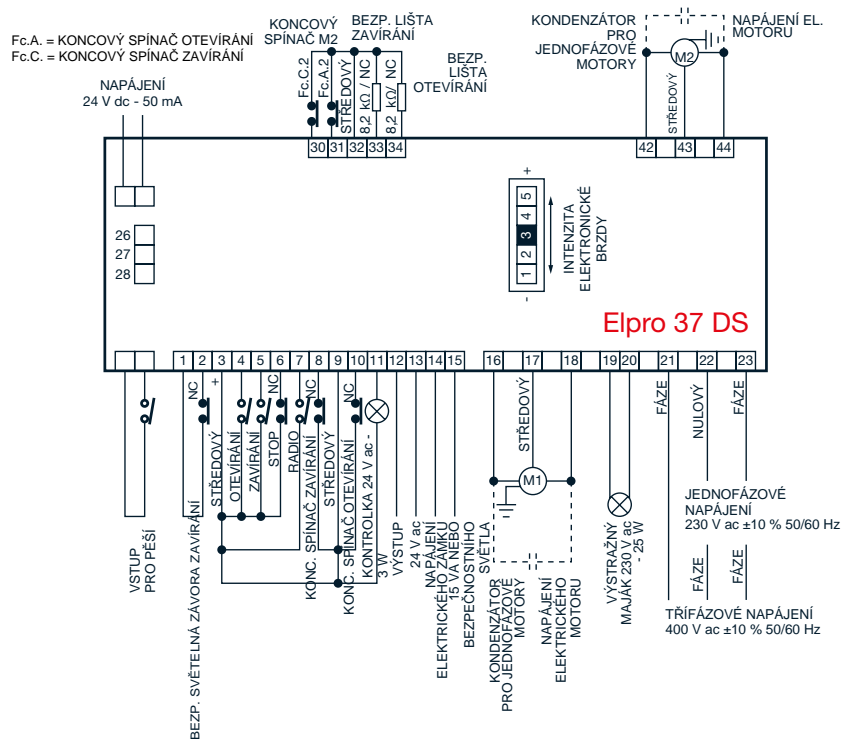 Fc.A. = KONCOVÝ SPÍNAČ OTEVÍRÁNÍ
Fc.C. = KONCOVÝ SPÍNAČ ZAVÍRÁNÍ
NAPÁJENÍ
24 V dc - 50 mA
KONCOVÝ
SPÍNAČ M2
BEZP. LIŠTA
ZAVÍRÁNÍ
BEZP.
LIŠTA
OTEVÍRÁNÍ
Fc.C.2
Fc.A.2
STŘEDOVÝ
8,2 kΩ / NC
8,2 kΩ/ NC
KONDENZÁTOR
PRO
JEDNOFÁZOVÉ
MOTORY
NAPÁJENÍ EL.
MOTORU
M2
STŘEDOVÝ
30 31 32 33 34
42 43 44
26
27
28
+
5
4
3
2
1
-
INTENZITA
ELEKTRONICKÉ
BRZDY
Elpro 37 DS
1 2 3 4 5 6 7 8 9 10 11 12 13 14 15 16 17 18 19 20 21 22 23
VSTUP
PRO PĚŠÍ
BEZP. SVĚTELNÁ ZÁVORA ZAVÍRÁNÍ
NC
STŘEDOVÝ +
OTEVÍRÁNÍ
ZAVÍRÁNÍ
STOP
NC
RADIO
KONC. SPÍNAČ ZAVÍRÁNÍ
NC
STŘEDOVÝ
KONC. SPÍNAČ OTEVÍRÁNÍ
NC
KONTROLKA 24 V ac -
3 W
VÝSTUP
24 V ac
NAPÁJENÍ
ELEKTRICKÉHO ZÁMKU
15 VA NEBO
BEZPEČNOSTNÍHO
SVĚTLA
KONDENZÁTOR
PRO JEDNOFÁZOVÉ
MOTORY
STŘEDOVÝ
M1
NAPÁJENÍ
ELEKTRICKÉHO
MOTORU
VÝSTRAŽNÝ
MAJÁK 230 V ac
- 25 W
FÁZE
NULOVÝ
FÁZE
JEDNOFÁZOVÉ
NAPÁJENÍ
230 V ac ±10 % 50/60 Hz
FÁZE
FÁZE
TŘÍFÁZOVÉ NAPÁJENÍ
400 V ac ±10 % 50/60 Hz